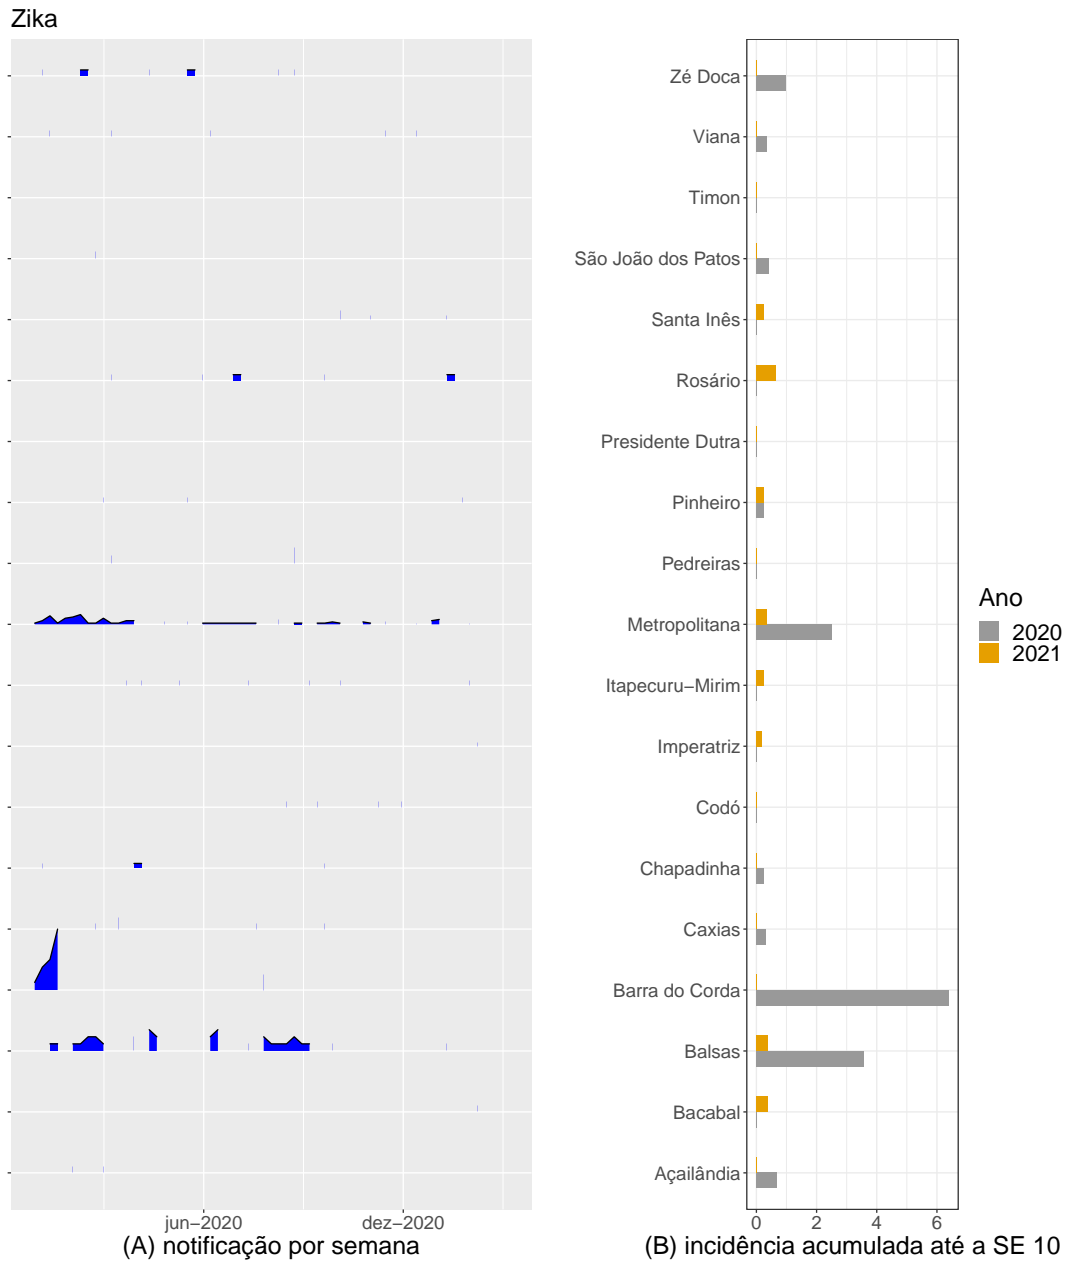 Zika
Zé Doca
Viana
Timon
São João dos Patos
Santa Inês
Rosário
Presidente Dutra
Pinheiro
Pedreiras
Metropolitana
Itapecuru−Mirim
Imperatriz
Codó
Chapadinha
Caxias
Barra do Corda
Balsas
Bacabal
Açailândia
Ano
2020
2021
jun−2020 dez−2020
0 2 4 6
(A) notificação por semana
(B) incidência acumulada até a SE 10